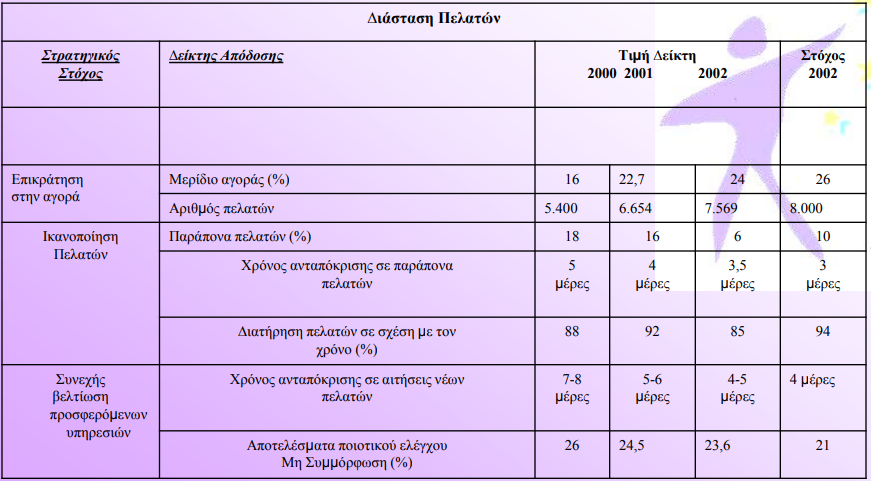 Διάσταση Πελατών
Στρατηγικός Στόχος Δείκτης Απόδοσης Τιμή Δείκτη Στόχος
2000 2001 2002 2002
Επικράτηση στην αγορά Μερίδιο αγοράς (%) 16 22,7 24 26
Αριθμός πελατών 5.400 6.654 7.569 8.000
Ικανοποίηση Πελατών Παράπονα πελατών (%) 18 16 6 10
Χρόνος ανταπόκρισης σε παράπονα 5 4 3,5 3
πελατών μέρες μέρες μέρες μέρες
Διατήρηση πελατών σε σχέση με τον 88 92 85 94
χρόνο (%)
Συνεχής Χρόνος ανταπόκρισης σε αιτήσεις νέων 7-8 5-6 4-5 4 μέρες
βελτίωση πελατών μέρες μέρες μέρες
προσφερόμενων
υπηρεσιών
Αποτελέσματα ποιοτικού ελέγχου 26 24,5 23,6 21
Μη Συμμόρφωση (%)